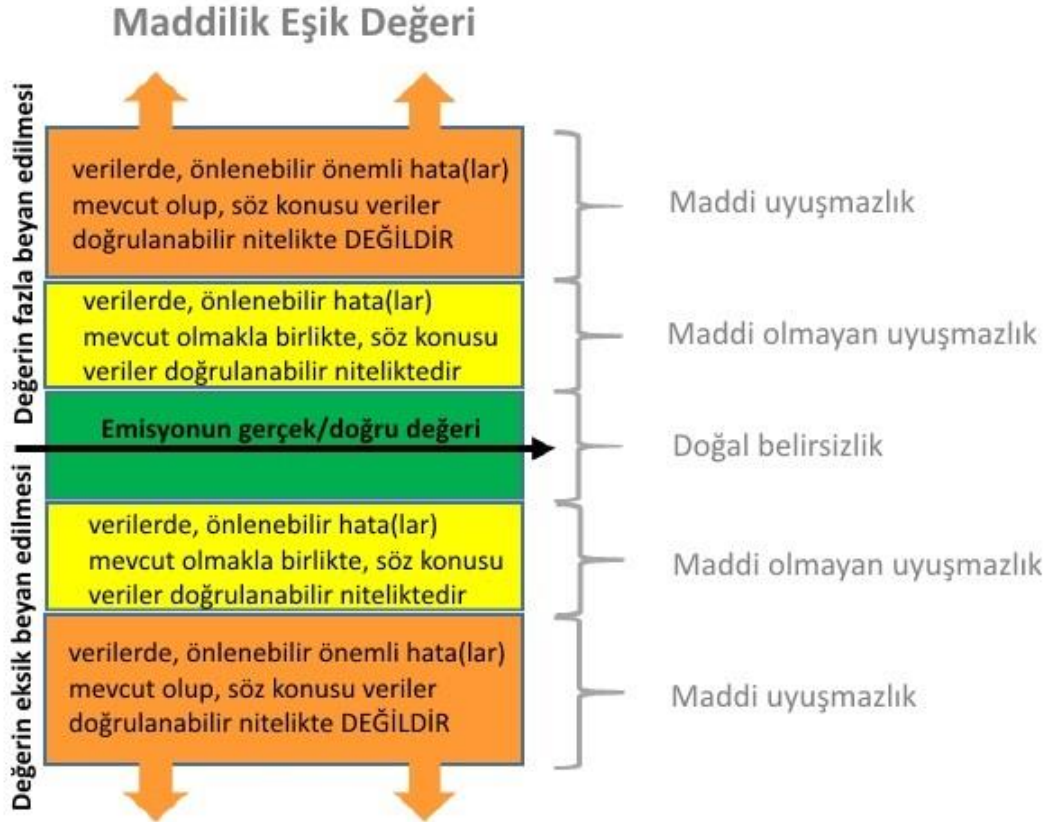 Maddilik Eşik Değeri
Değerin fazla beyan edilmesi
verilerde, önlenebilir önemli hata(lar)
mevcut olup, söz konusu veriler
doğrulanabilir nitelikte DEĞİLDİR
Maddi uyuşmazlık
verilerde, önlenebilir hata(lar)
mevcut olmakla birlikte, söz konusu
veriler doğrulanabilir niteliktedir
Maddi olmayan uyuşmazlık
Emisyonun gerçek/doğru değeri
Doğal belirsizlik
Değerin eksik beyan edilmesi
verilerde, önlenebilir hata(lar)
mevcut olmakla birlikte, söz konusu
veriler doğrulanabilir niteliktedir
Maddi olmayan uyuşmazlık
verilerde, önlenebilir önemli hata(lar)
mevcut olup, söz konusu veriler
doğrulanabilir nitelikte DEĞİLDİR
Maddi uyuşmazlık